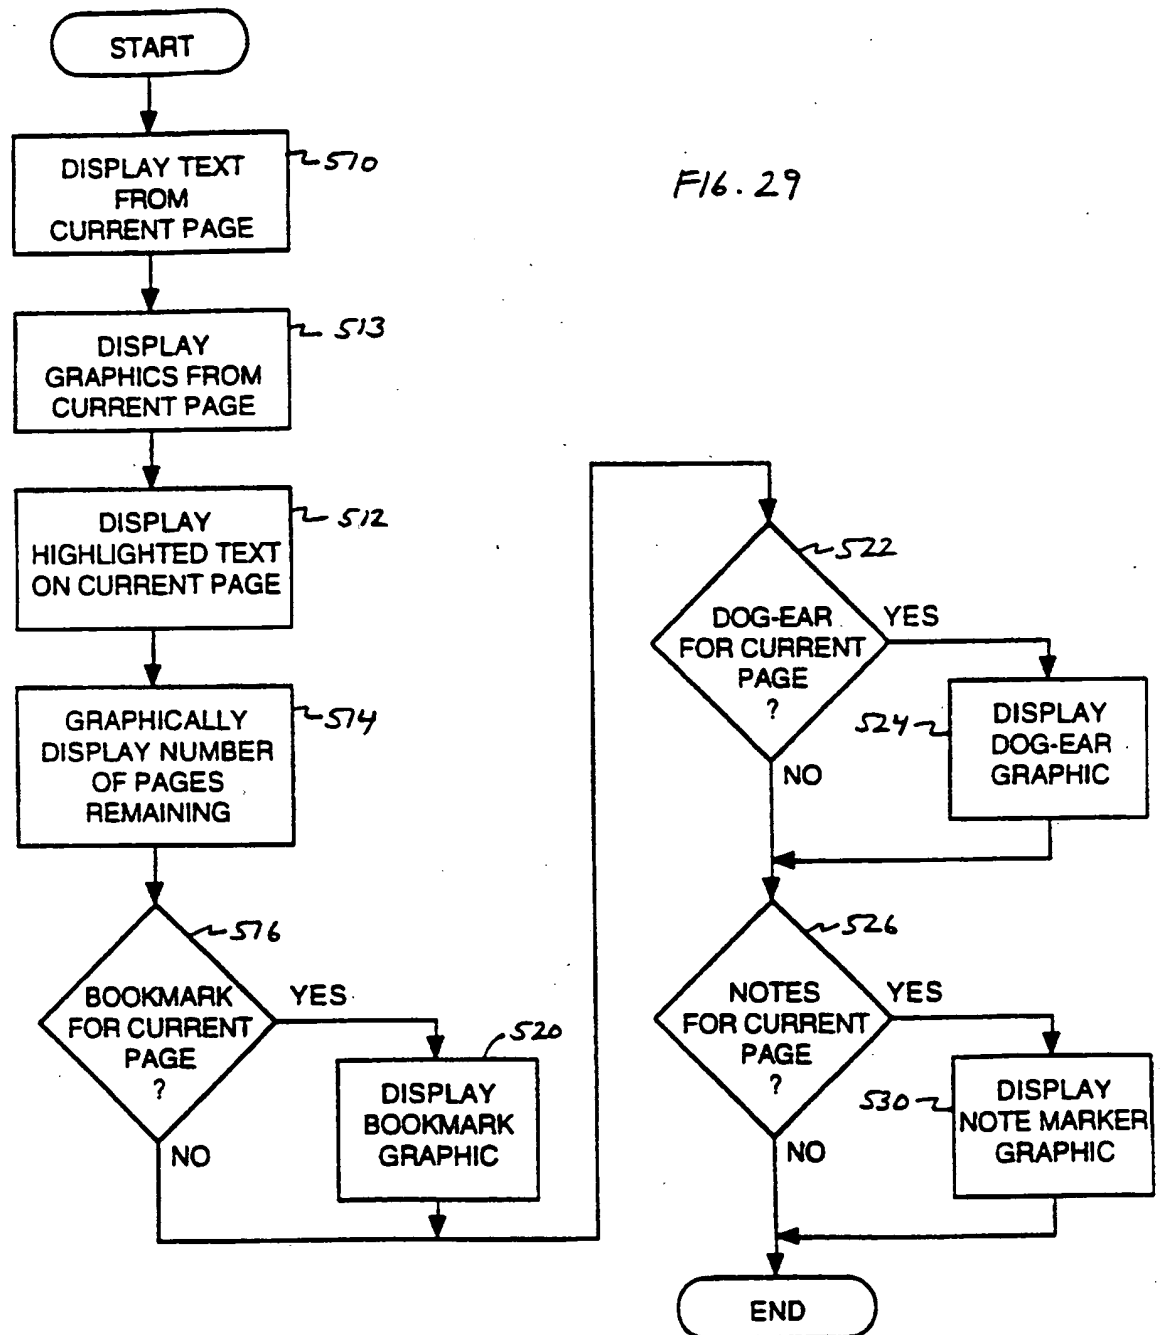 START
DISPLAY TEXT
FROM
CURRENT PAGE
510
FIG. 29
DISPLAY
GRAPHICS FROM
CURRENT PAGE
513
DISPLAY
HIGHLIGHTED TEXT
ON CURRENT PAGE
512
GRAPHICALLY
DISPLAY NUMBER
OF PAGES
REMAINING
514
BOOKMARK
FOR CURRENT
PAGE
?
516
YES
NO
DISPLAY
BOOKMARK
GRAPHIC
520
DOG-EAR
FOR CURRENT
PAGE
?
522
YES
NO
DISPLAY
DOG-EAR
GRAPHIC
524
NOTES
FOR CURRENT
PAGE
?
526
YES
NO
DISPLAY
NOTE MARKER
GRAPHIC
530
END